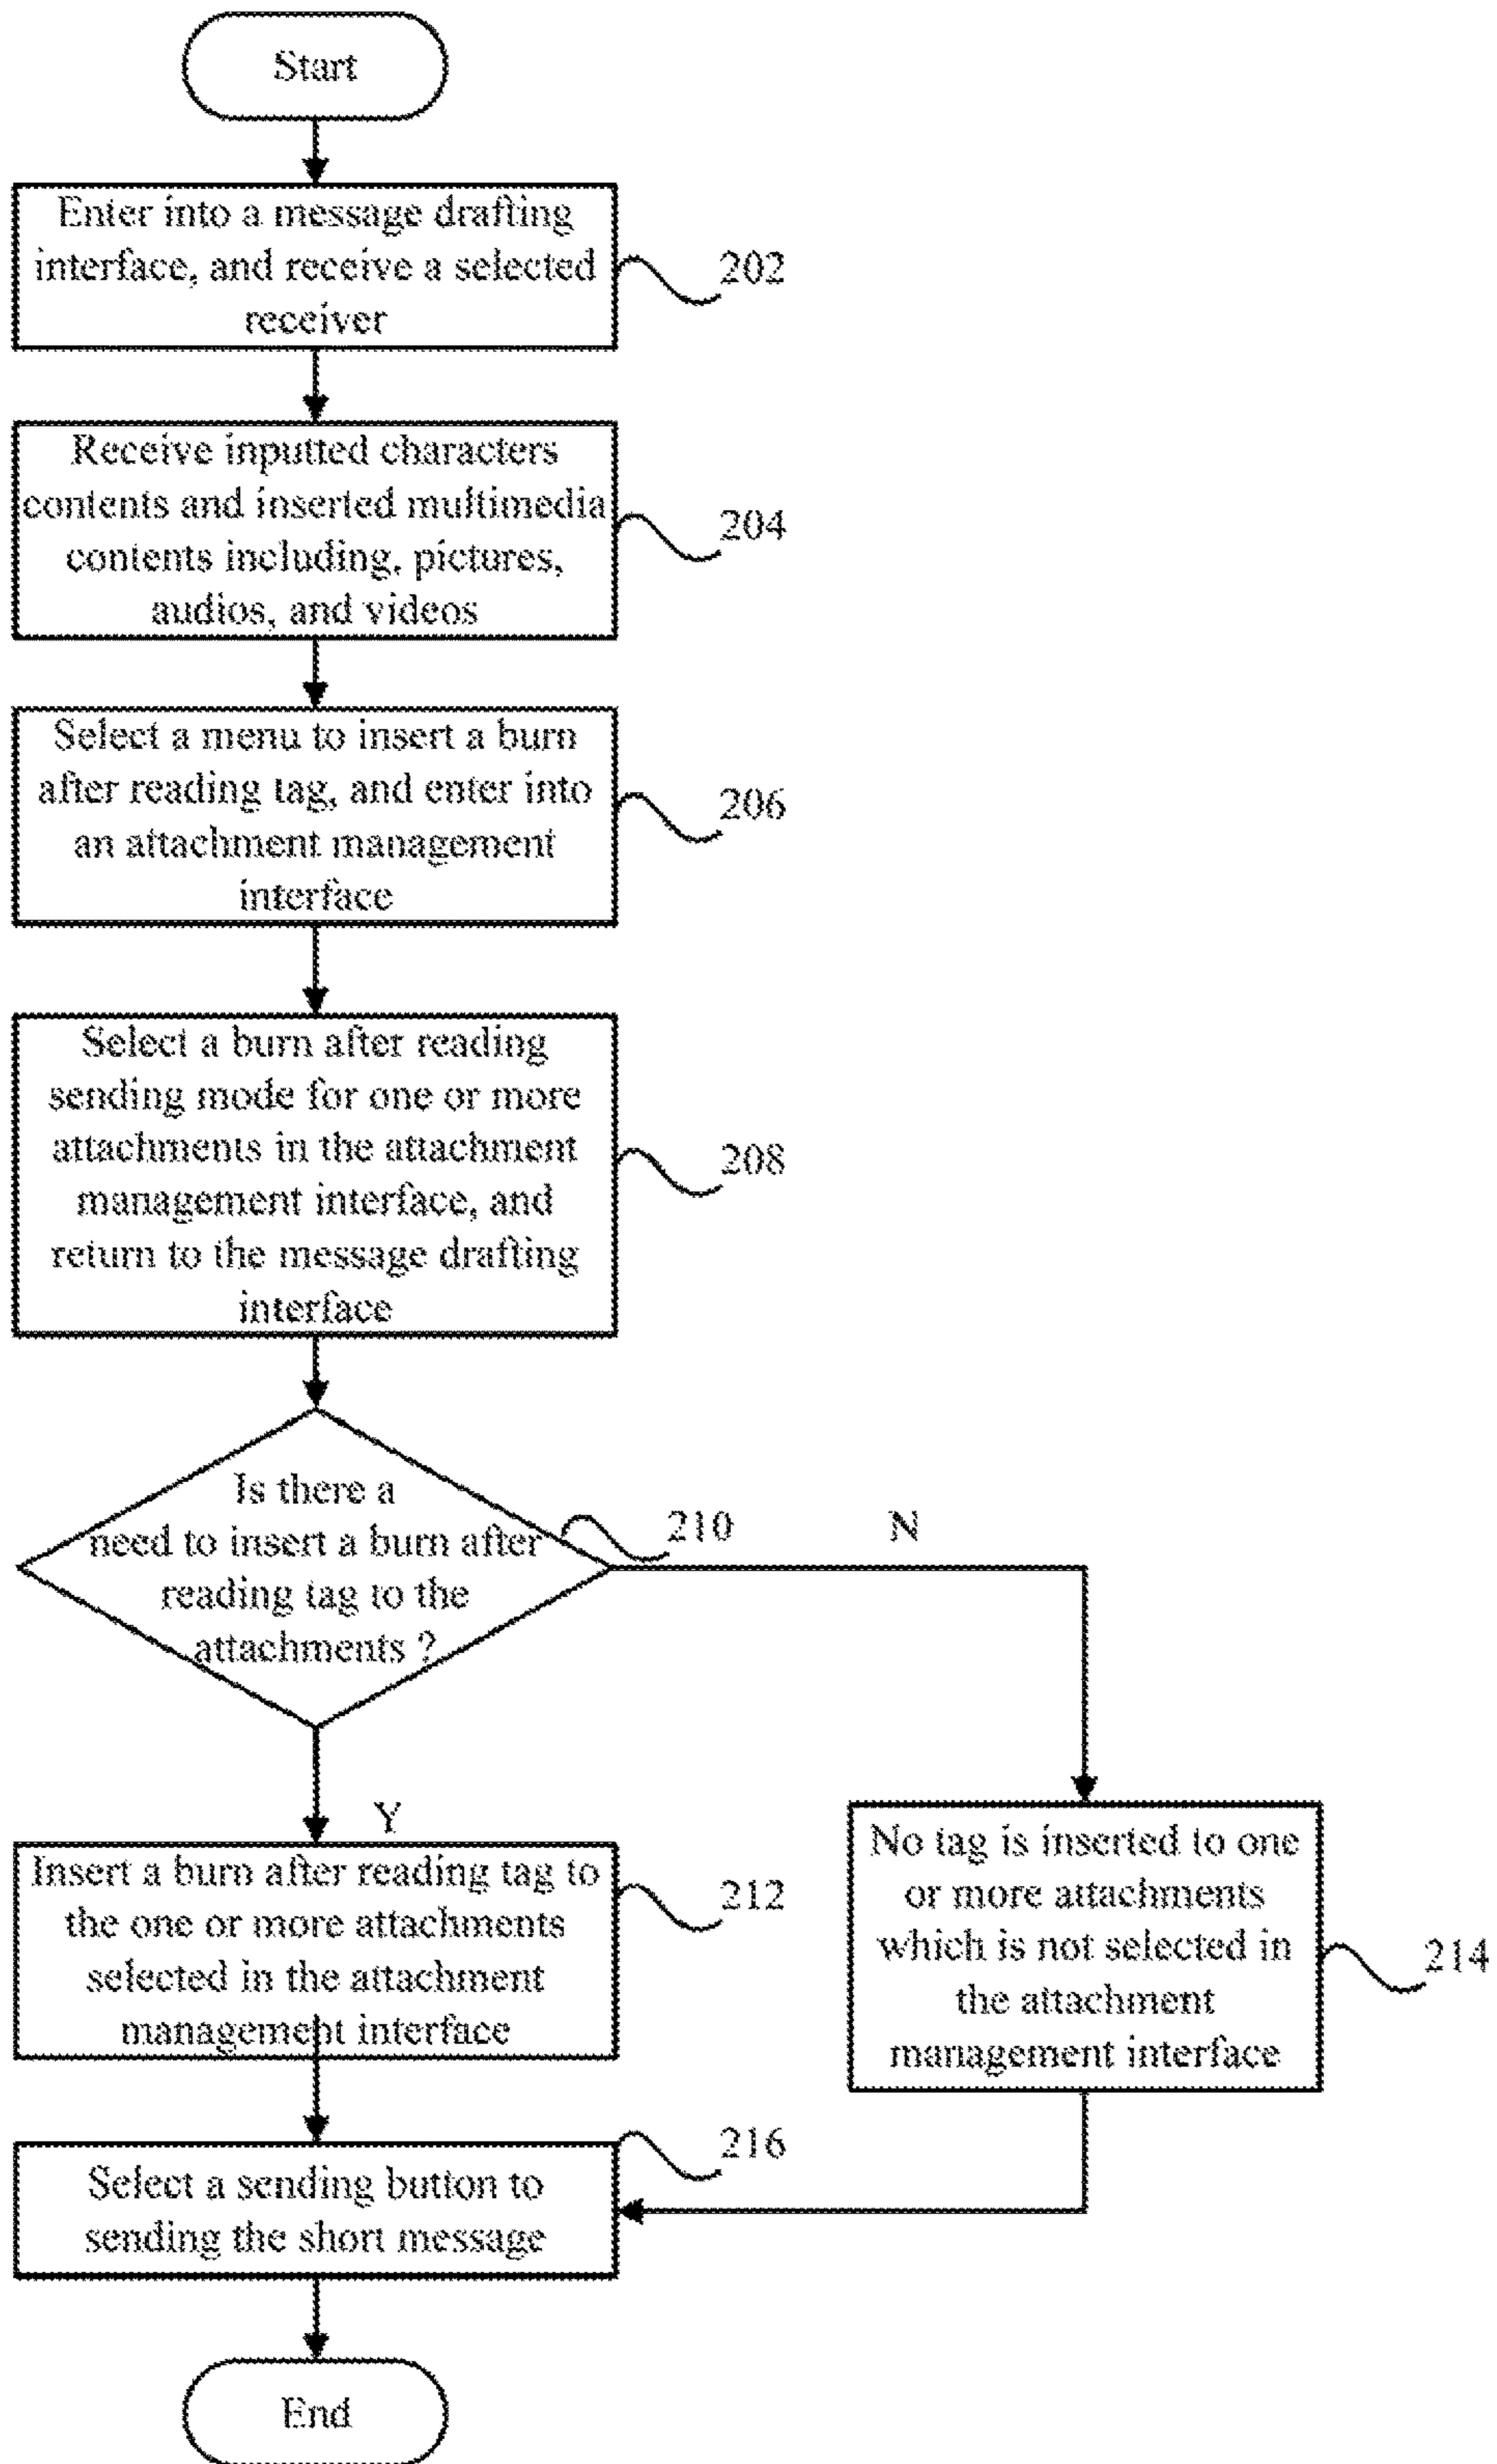 Start
Enter into a message drafting
interface, and receive a selected
receiver
202
Receive inputted characters
contents and inserted multimedia
contents including, pictures,
audios, and videos
204
Select a menu to insert a burn
after reading tag, and enter into
an attachment management
interface
206
Select a burn after reading
sending mode for one or more
attachments in the attachment
management interface, and
return to the message drafting
interface
208
Is there a
need to insert a burn after
reading tag to the
attachments ?
210
N
Y
Insert a burn after reading tag to
the one or more attachments
selected in the attachment
management interface
212
No tag is inserted to one
or more attachments
which is not selected in
the attachment
management interface
214
Select a sending button to
sending the short message
216
End